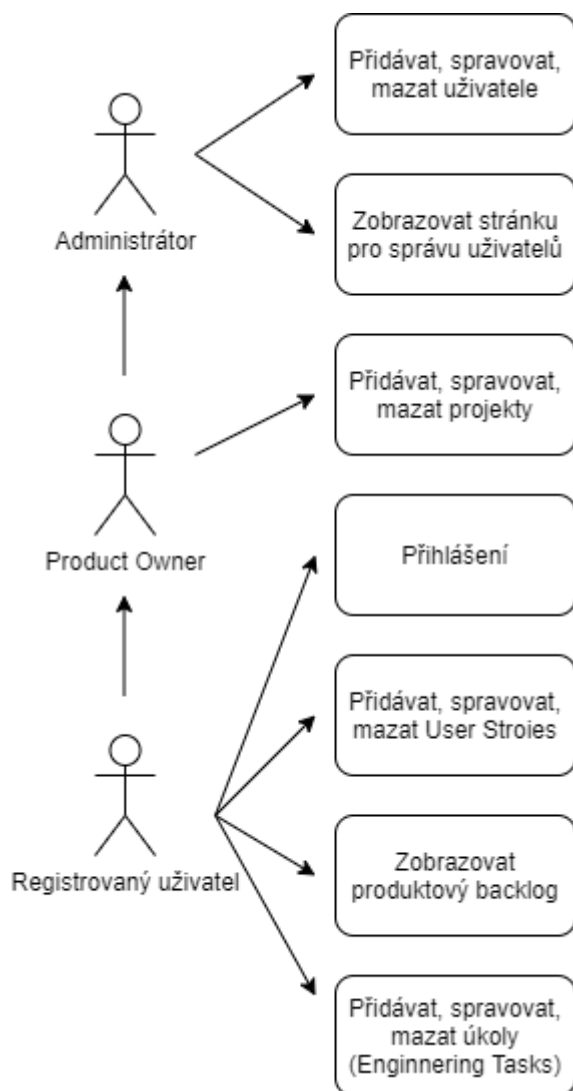 Přidávat, spravovat,
mazat uživatele
Administrátor
Zobrazovat stránku
pro správu uživatelů
Přidávat, spravovat,
mazat projekty
Product Owner
Přihlášení
Přidávat, spravovat,
mazat User Stroies
Registrovaný uživatel
Zobrazovat
produktový backlog
Přidávat, spravovat,
mazat úkoly
(Enginnering Tasks)